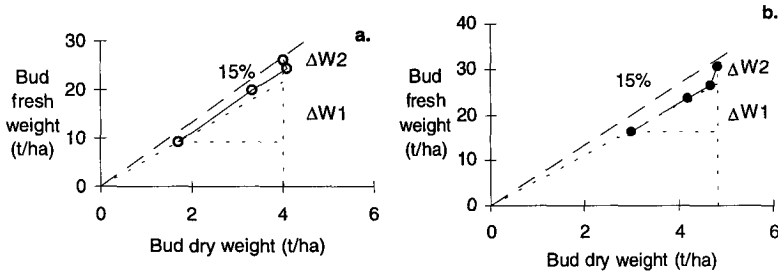 a.
30
20
10
0
Bud
fresh
weight
(t/ha)
15%
ΔW2
ΔW1
0 2 4 6
Bud dry weight (t/ha)
b.
40
30
20
10
0
Bud
fresh
weight
(t/ha)
15%
ΔW2
ΔW1
0 2 4 6
Bud dry weight (t/ha)